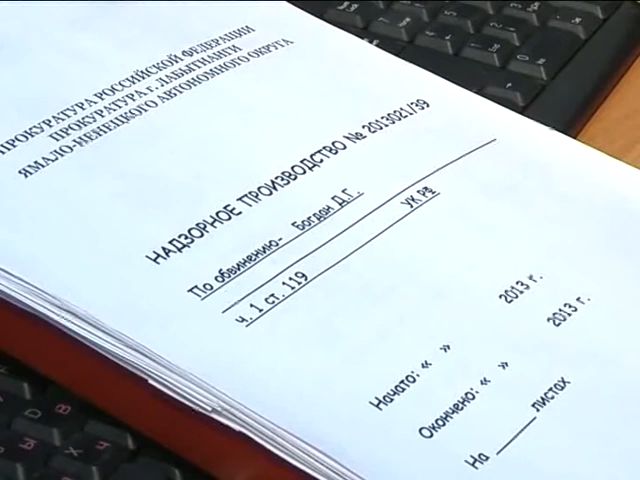 ПРОКУРАТУРА РОССИЙСКОЙ ФЕДЕРАЦИИ
ПРОКУРАТУРА г. ЛАБЫТНАНГИ
ЯМАЛО-НЕНЕЦКОГО АВТОНОМНОГО ОКРУГА
НАДЗОРНОЕ ПРОИЗВОДСТВО № 2013021/39
По обвинению- Богдан Д.Г.
ч. 1 ст. 119 УК РФ
Начато: « » 2013 г.
Окончено: « » 2013 г.
На ______ листах